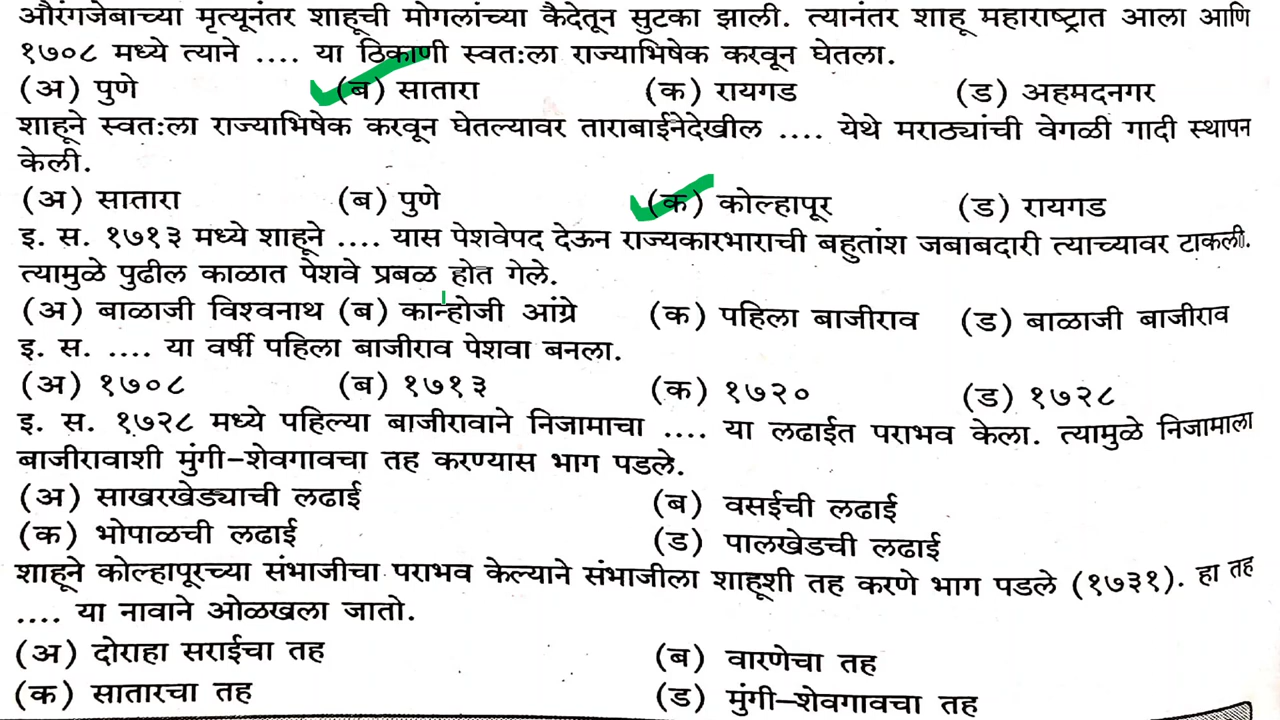 औरंगजेबाच्या मृत्यूनंतर शाहूची मोगलांच्या कैदेतून सुटका झाली. त्यानंतर शाहू महाराष्ट्रात आला आणि
१७०८ मध्ये त्याने .... या ठिकाणी स्वत:ला राज्याभिषेक करवून घेतला.
(अ) पुणे (ब) सातारा (क) रायगड (ड) अहमदनगर
शाहूने स्वत:ला राज्याभिषेक करवून घेतल्यावर ताराबाईनेदेखील .... येथे मराठ्यांची वेगळी गादी स्थापन
केली.
(अ) सातारा (ब) पुणे (क) कोल्हापूर (ड) रायगड
इ. स. १७१३ मध्ये शाहूने .... यास पेशवेपद देऊन राज्यकारभाराची बहुतांश जबाबदारी त्याच्यावर टाकली.
त्यामुळे पुढील काळात पेशवे प्रबळ होत गेले.
(अ) बाळाजी विश्वनाथ (ब) कान्होजी आंग्रे (क) पहिला बाजीराव (ड) बाळाजी बाजीराव
इ. स. .... या वर्षी पहिला बाजीराव पेशवा बनला.
(अ) १७०८ (ब) १७१३ (क) १७२० (ड) १७२८
इ. स. १७२८ मध्ये पहिल्या बाजीरावाने निजामाचा .... या लढाईत पराभव केला. त्यामुळे निजामाला
बाजीरावाशी मुंगी-शेवगावचा तह करण्यास भाग पडले.
(अ) साखरखेड्याची लढाई (ब) वसईची लढाई
(क) भोपाळची लढाई (ड) पालखेडची लढाई
शाहूने कोल्हापूरच्या संभाजीचा पराभव केल्याने संभाजीला शाहूशी तह करणे भाग पडले (१७३१). हा तह
.... या नावाने ओळखला जातो.
(अ) दोराहा सराईचा तह (ब) वारणेचा तह
(क) सातारचा तह (ड) मुंगी-शेवगावचा तह